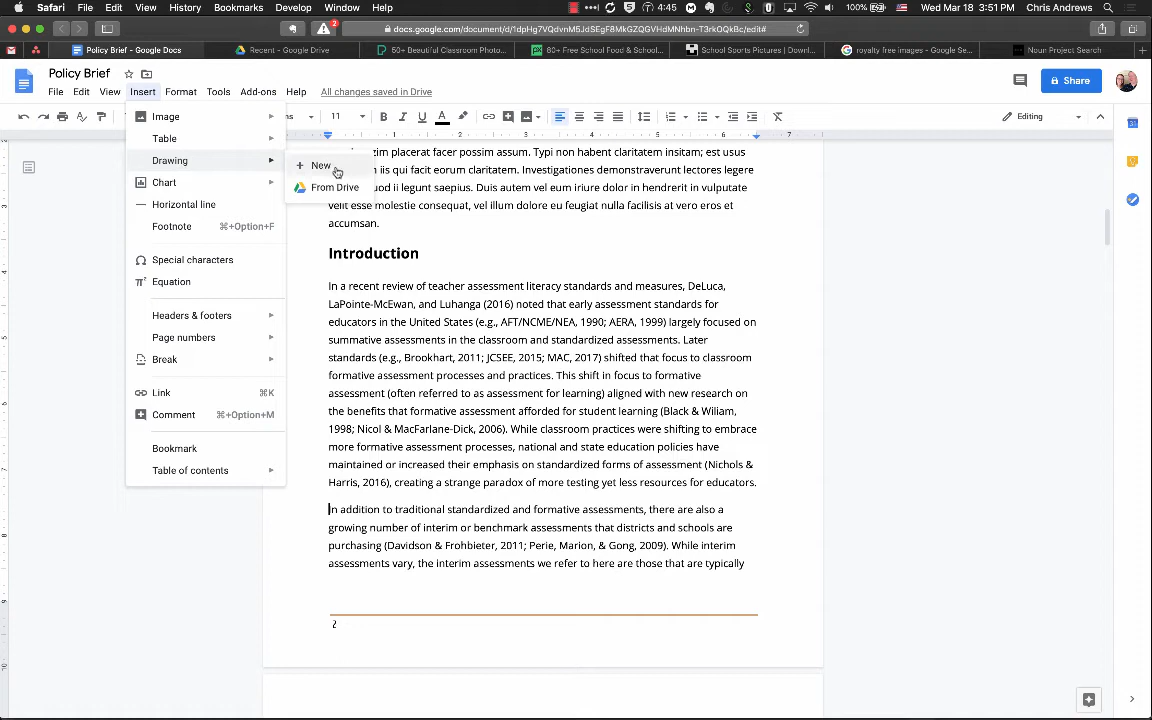 Safari File Edit View History Bookmarks Develop Window Help 4:45 100% Wed Mar 18 3:51 PM Chris Andrews
docs.google.com/document/d/1dpHg7VQdvnM5JdSEgF8MkGZQGVHdMNhbn-T3rkOQkBc/edit#
Policy Brief - Google Docs
Recent - Google Drive
50+ Beautiful Classroom Photo...
80+ Free School Food & School...
School Sports Pictures | Downl...
royalty free images - Google Se...
Noun Project Search
Policy Brief
File Edit View Insert Format Tools Add-ons Help All changes saved in Drive
Share
11
Editing
1 2 3 4 5 6 7
Image
Table
Drawing
Chart
Horizontal line
Footnote ⌘+Option+F
Special characters
Equation
Headers & footers
Page numbers
Break
Link ⌘K
Comment ⌘+Option+M
Bookmark
Table of contents
+ New
From Drive
zim placerat facer possim assum. Typi non habent claritatem insitam; est usus
iis qui facit eorum claritatem. Investigationes demonstraverunt lectores legere
quod ii legunt saepius. Duis autem vel eum iriure dolor in hendrerit in vulputate
velit esse molestie consequat, vel illum dolore eu feugiat nulla facilisis at vero eros et
accumsan.
Introduction
In a recent review of teacher assessment literacy standards and measures, DeLuca,
LaPointe-McEwan, and Luhanga (2016) noted that early assessment standards for
educators in the United States (e.g., AFT/NCME/NEA, 1990; AERA, 1999) largely focused on
summative assessments in the classroom and standardized assessments. Later
standards (e.g., Brookhart, 2011; JCSEE, 2015; MAC, 2017) shifted that focus to classroom
formative assessment processes and practices. This shift in focus to formative
assessment (often referred to as assessment for learning) aligned with new research on
the benefits that formative assessment afforded for student learning (Black & Wiliam,
1998; Nicol & MacFarlane-Dick, 2006). While classroom practices were shifting to embrace
more formative assessment processes, national and state education policies have
maintained or increased their emphasis on standardized forms of assessment (Nichols &
Harris, 2016), creating a strange paradox of more testing yet less resources for educators.
In addition to traditional standardized and formative assessments, there are also a
growing number of interim or benchmark assessments that districts and schools are
purchasing (Davidson & Frohbieter, 2011; Perie, Marion, & Gong, 2009). While interim
assessments vary, the interim assessments we refer to here are those that are typically
2